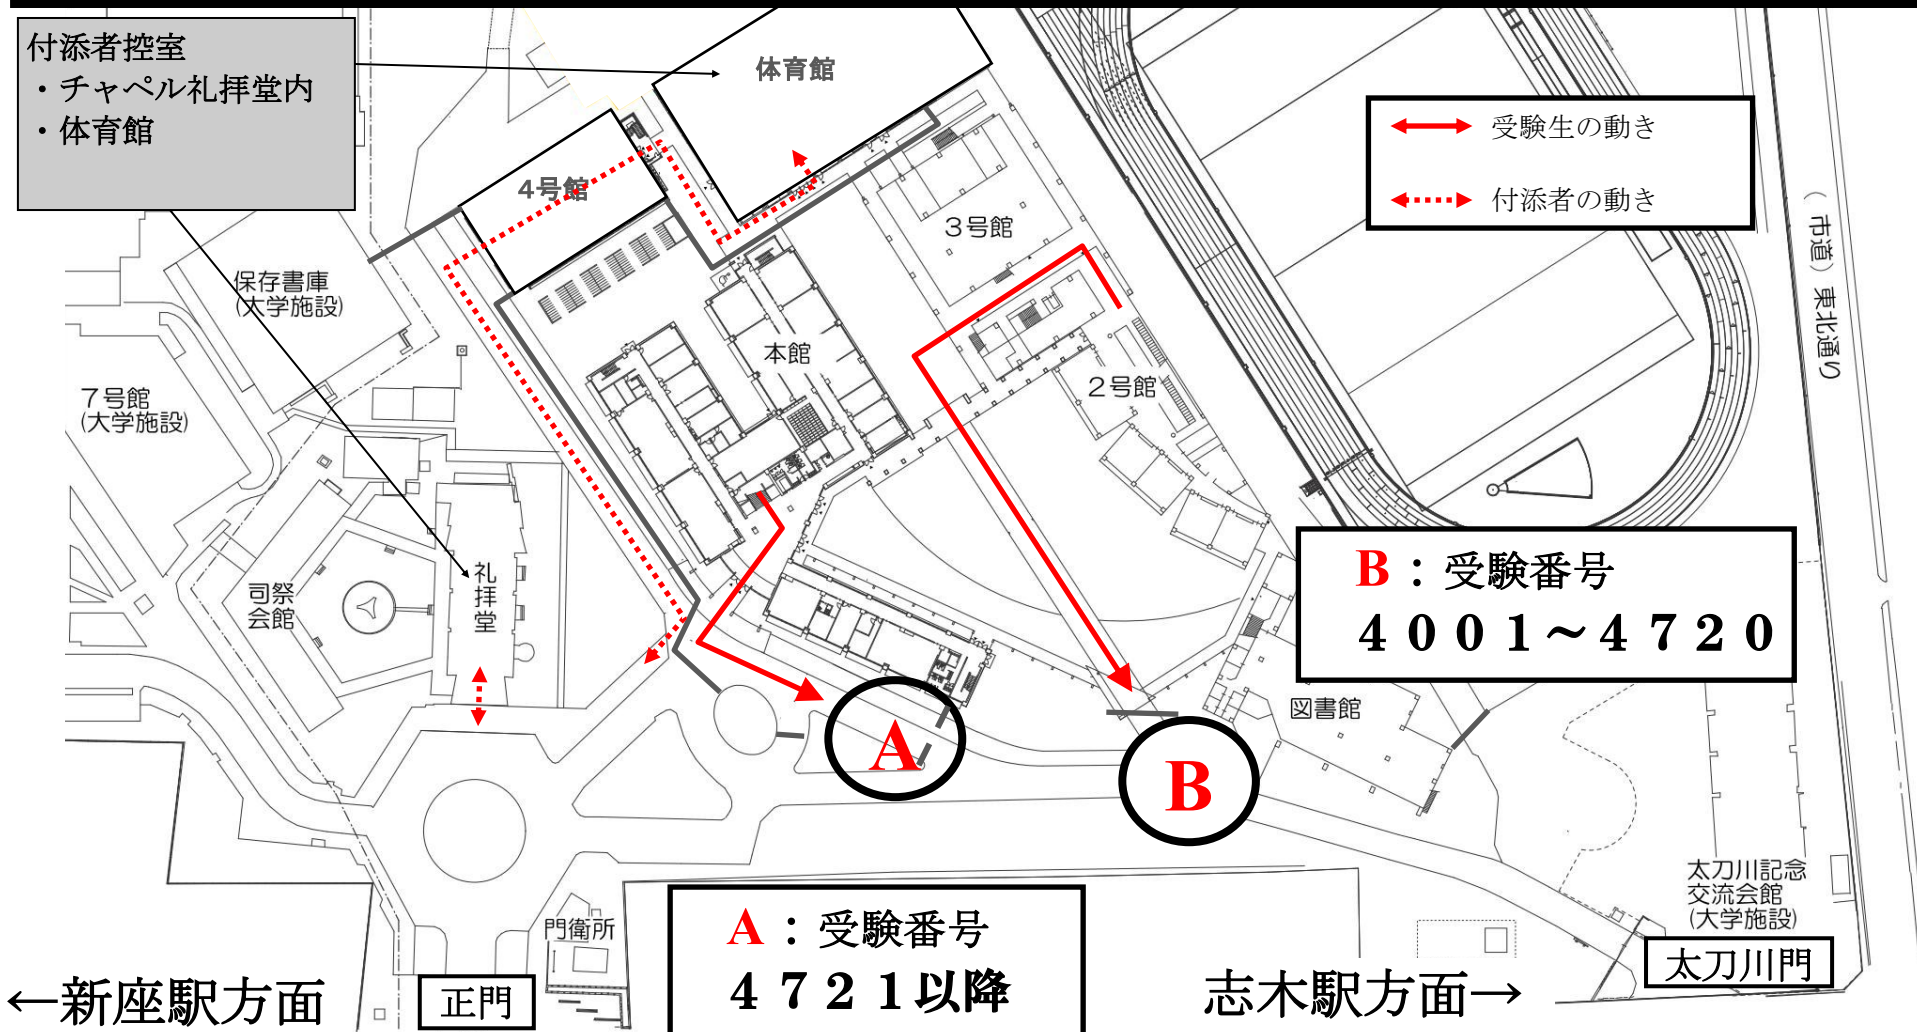 付添者控室
・チャペル礼拝堂内
・体育館
体育館
受験生の動き
付添者の動き
4号館
3号館
(市道)東北通り
保存書庫
(大学施設)
本館
2号館
7号館
(大学施設)
礼拝堂
司祭
会館
B：受験番号
４００１～４７２０
図書館
A
B
太刀川記念
交流会館
(大学施設)
門衛所
A：受験番号
４７２１以降
太刀川門
←新座駅方面
正門
志木駅方面→